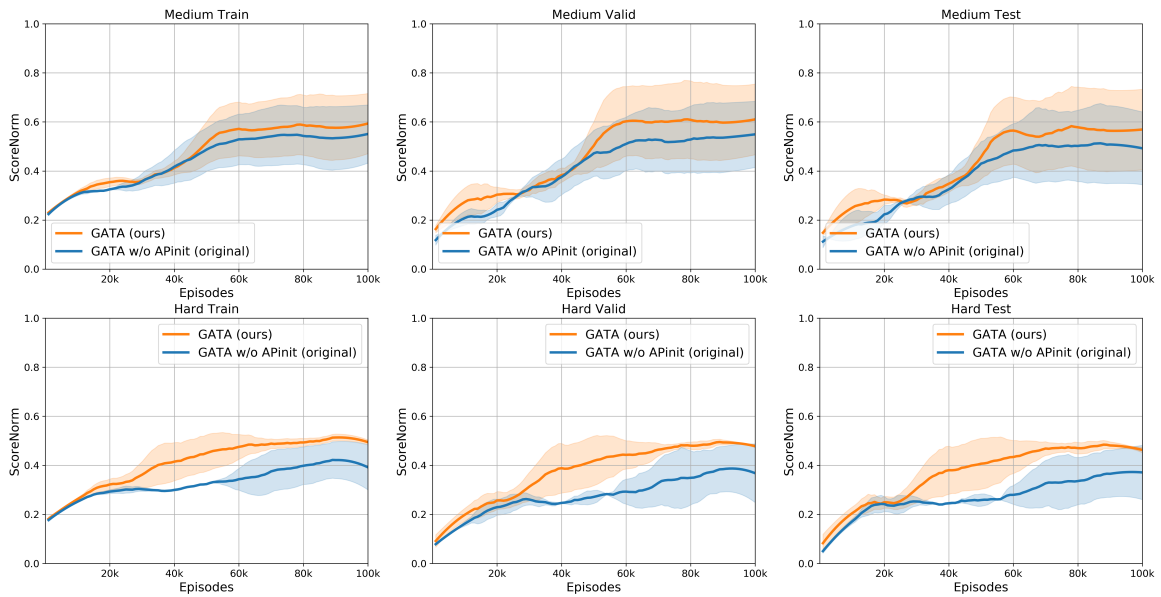 Medium Train
1.0
0.8
0.6
0.4
0.2
0.0
ScoreNorm
GATA (ours)
GATA w/o APinit (original)
20k 40k 60k 80k 100k
Episodes
Medium Valid
1.0
0.8
0.6
0.4
0.2
0.0
ScoreNorm
GATA (ours)
GATA w/o APinit (original)
20k 40k 60k 80k 100k
Episodes
Medium Test
1.0
0.8
0.6
0.4
0.2
0.0
ScoreNorm
GATA (ours)
GATA w/o APinit (original)
20k 40k 60k 80k 100k
Episodes
Hard Train
1.0
0.8
0.6
0.4
0.2
0.0
ScoreNorm
GATA (ours)
GATA w/o APinit (original)
20k 40k 60k 80k 100k
Episodes
Hard Valid
1.0
0.8
0.6
0.4
0.2
0.0
ScoreNorm
GATA (ours)
GATA w/o APinit (original)
20k 40k 60k 80k 100k
Episodes
Hard Test
1.0
0.8
0.6
0.4
0.2
0.0
ScoreNorm
GATA (ours)
GATA w/o APinit (original)
20k 40k 60k 80k 100k
Episodes